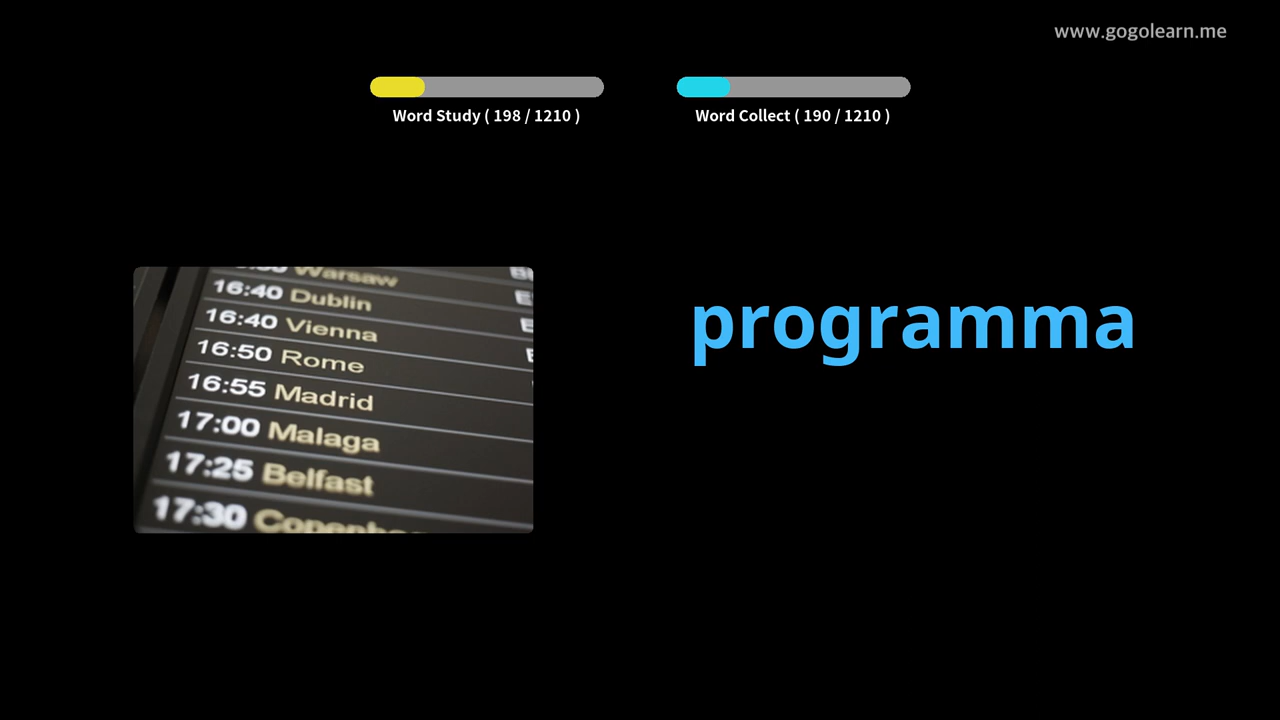 www.gogolearn.me
Word Study ( 198 / 1210 )
Word Collect ( 190 / 1210 )
Warsaw
16:40 Dublin
16:40 Vienna
16:50 Rome
16:55 Madrid
17:00 Malaga
17:25 Belfast
17:30
programma